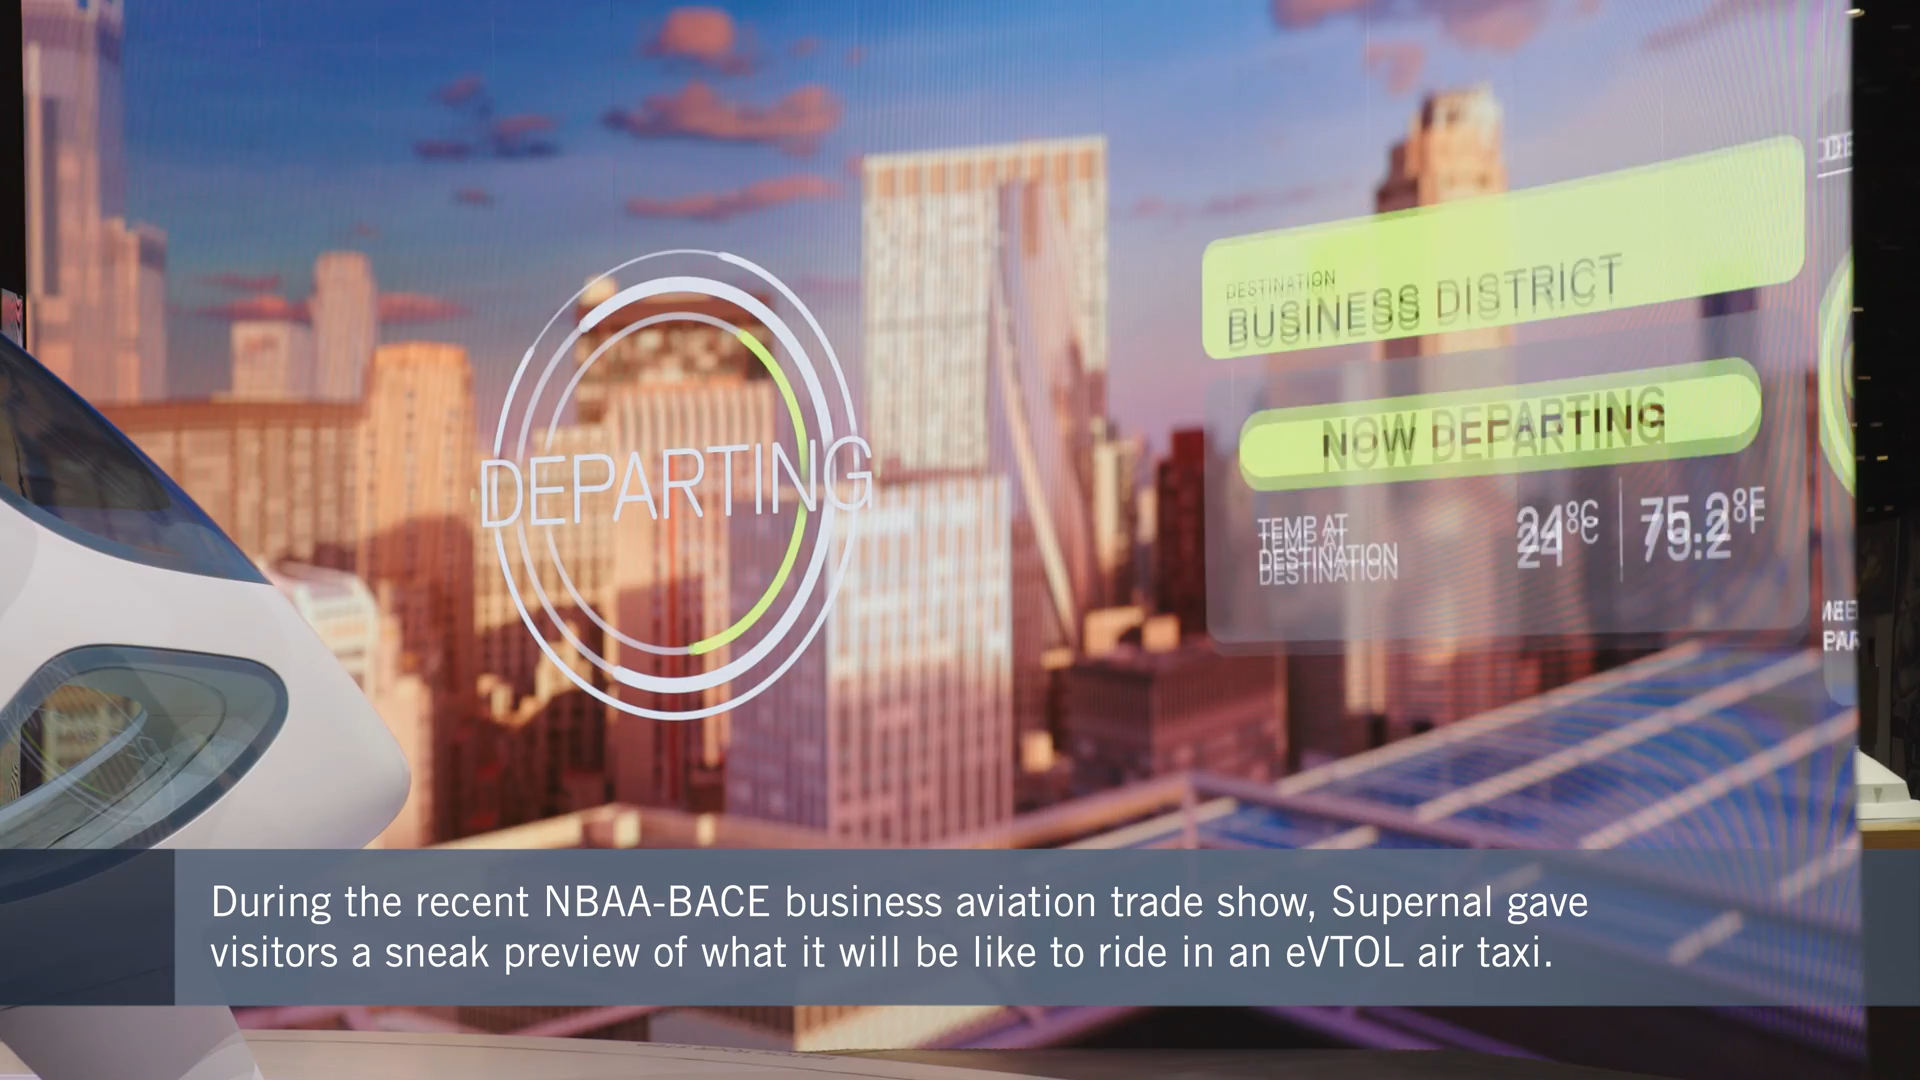 DEPARTING
DESTINATION
BUSINESS DISTRICT
NOW DEPARTING
TEMP AT
DESTINATION
24°C | 75.2°F
During the recent NBAA-BACE business aviation trade show, Supernal gave
visitors a sneak preview of what it will be like to ride in an eVTOL air taxi.